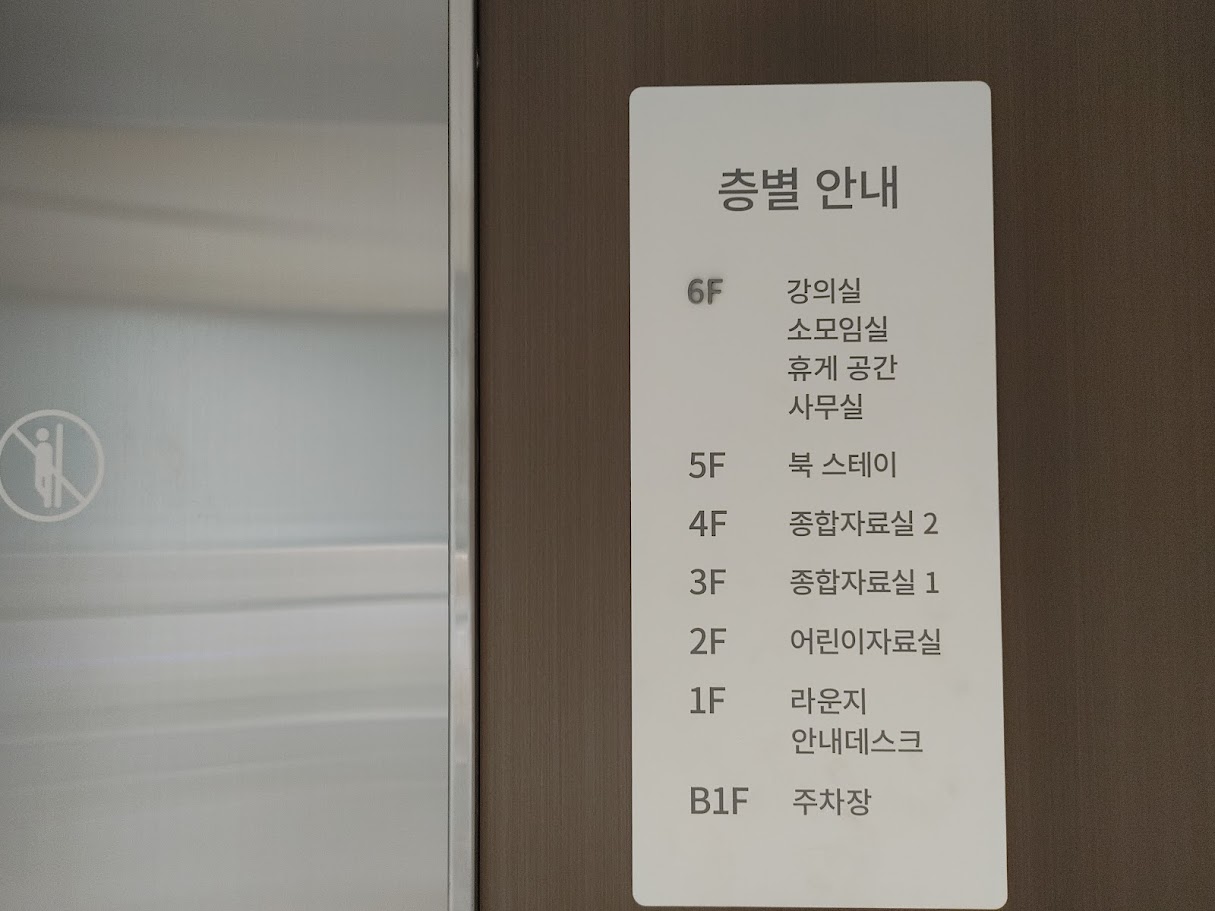 층별 안내
6F 강의실
소모임실
휴게 공간
사무실
5F 북 스테이
4F 종합자료실 2
3F 종합자료실 1
2F 어린이자료실
1F 라운지
안내데스크
B1F 주차장